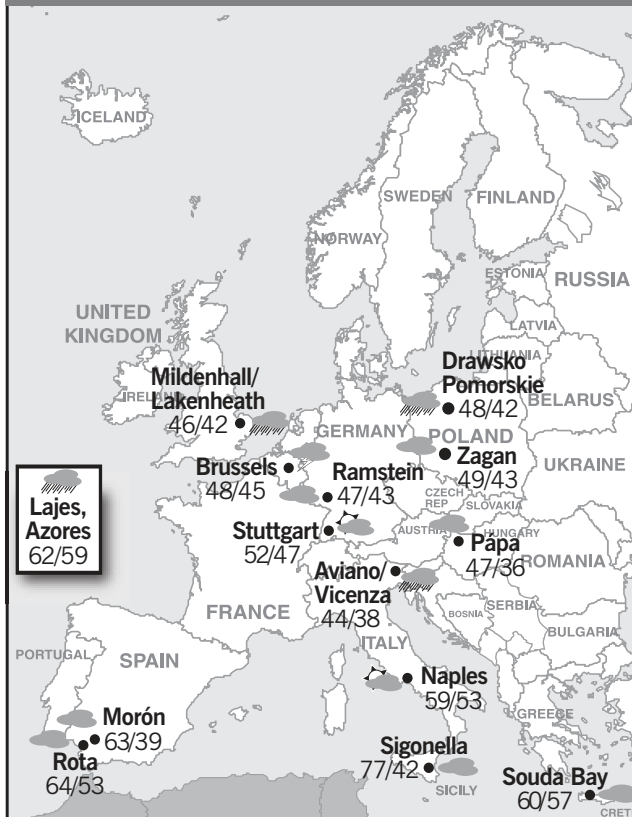 ICELAND
SWEDEN
FINLAND
NORWAY
ESTONIA
RUSSIA
UNITED
KINGDOM
LATVIA
LITHUANIA
Mildenhall/
Lakenheath
46/42
IRELAND
Drawsko
Pomorskie
48/42
BELARUS
GERMANY
POLAND
Zagan
49/43
Brussels
48/45
Ramstein
47/43
UKRAINE
CZECH
REP
SLOVAKIA
Lajes,
Azores
62/59
Stuttgart
52/47
AUSTRIA
HUNGARY
Pápa
47/36
ROMANIA
Aviano/
Vicenza
44/38
FRANCE
BOSNIA
SERBIA
BULGARIA
ITALY
PORTUGAL
SPAIN
Naples
59/53
GREECE
Morón
63/39
Rota
64/53
Sigonella
77/42
SICILY
Souda Bay
60/57
CRET